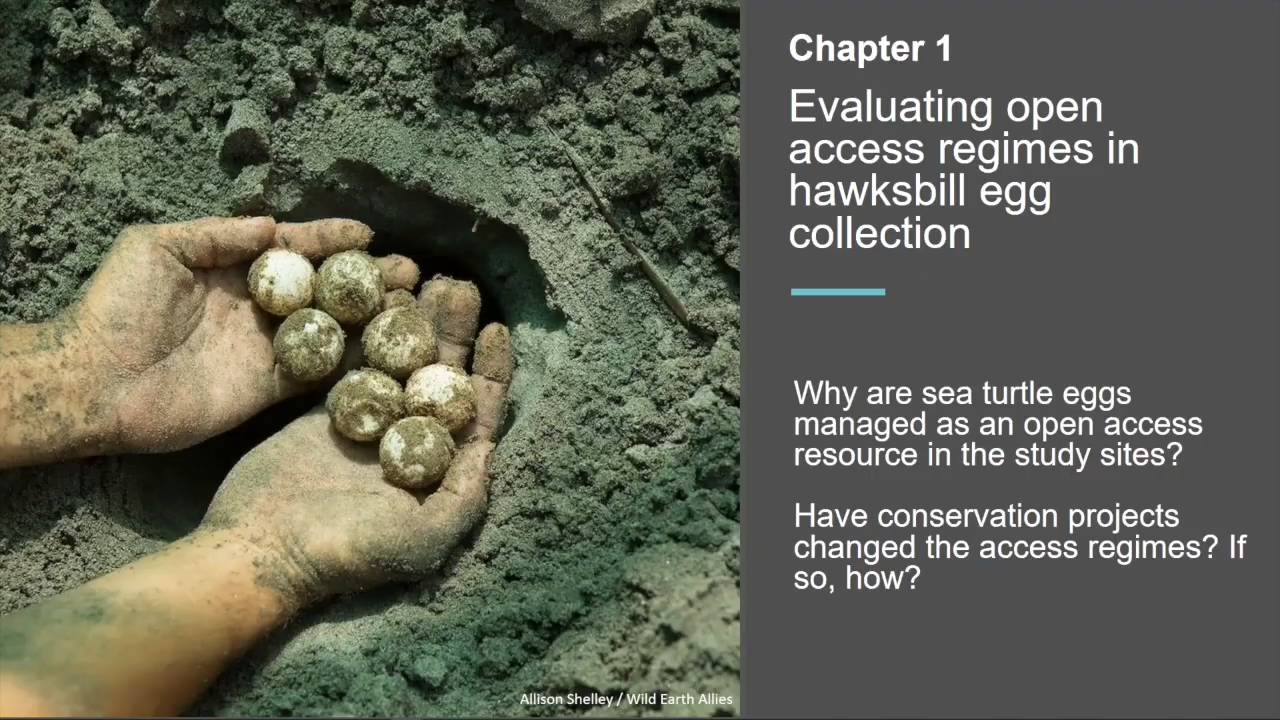 Chapter 1
Evaluating open
access regimes in
hawksbill egg
collection
Why are sea turtle eggs
managed as an open access
resource in the study sites?
Have conservation projects
changed the access regimes? If
so, how?
Allison Shelley / Wild Earth Allies